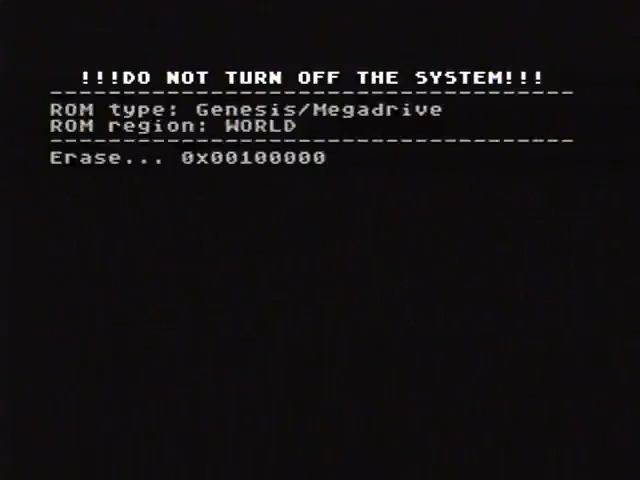 !!!DO NOT TURN OFF THE SYSTEM!!!
------------------------------------
ROM type: Genesis/Megadrive
ROM region: WORLD
------------------------------------
Erase... 0x00100000